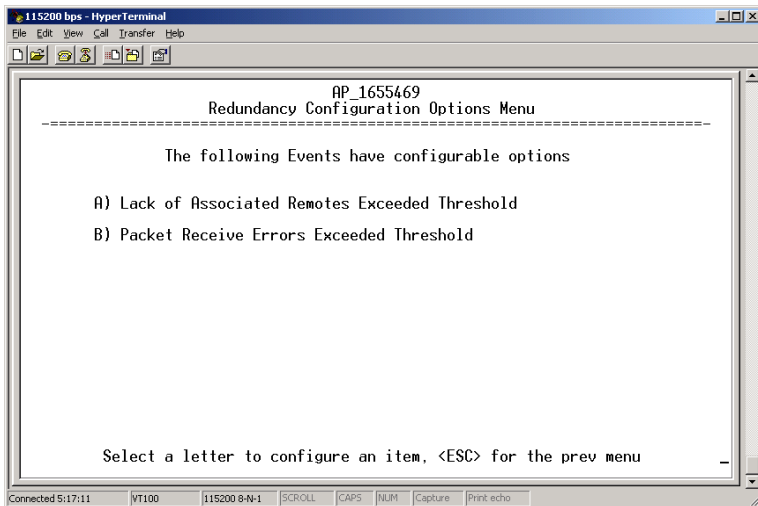 115200 bps - HyperTerminal
File Edit View Call Transfer Help
AP_1655469
Redundancy Configuration Options Menu
-==========================================================================-
The following Events have configurable options
A) Lack of Associated Remotes Exceeded Threshold
B) Packet Receive Errors Exceeded Threshold
Select a letter to configure an item, <ESC> for the prev menu _
Connected 5:17:11 VT100 115200 8-N-1 SCROLL CAPS NUM Capture Print echo